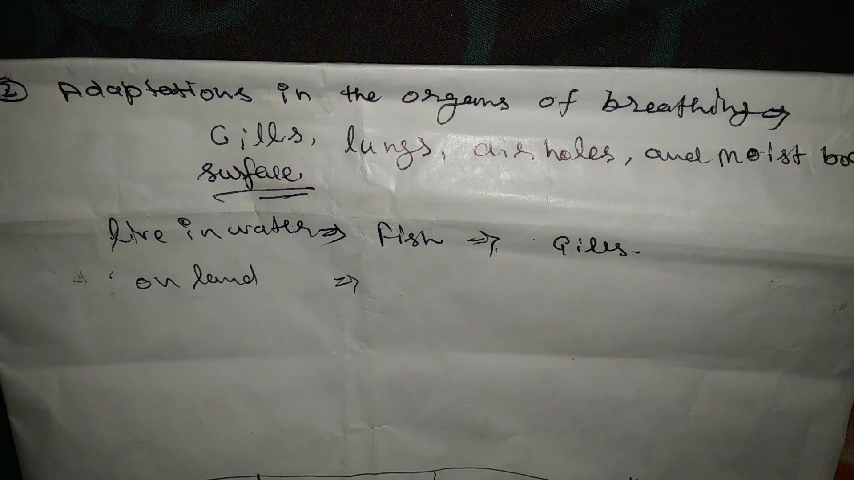 ② Adaptations in the organs of breathing →
Gills, lungs, air holes, and moist bo
surface
live in water ⇒ Fish ⇒ Gills.
on land ⇒